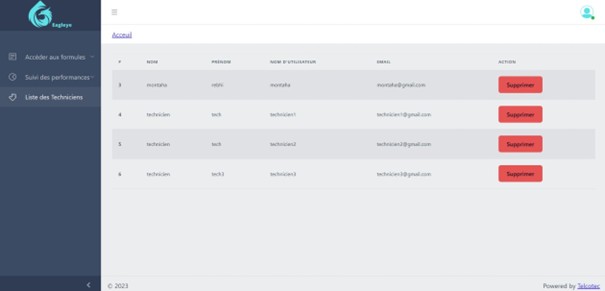 Eagleye
Accéder aux formules
Suivi des performances
Liste des Techniciens
Acceuil
# NOM PRÉNOM NOM D'UTILISATEUR EMAIL ACTION
3 montaha rebhi montaha montaha@gmail.com Supprimer
4 technicien tech technicien1 technicien1@gmail.com Supprimer
5 technicien tech technicien2 technicien2@gmail.com Supprimer
6 technicien tech3 technicien3 technicien3@gmail.com Supprimer
© 2023
Powered by Telcotec